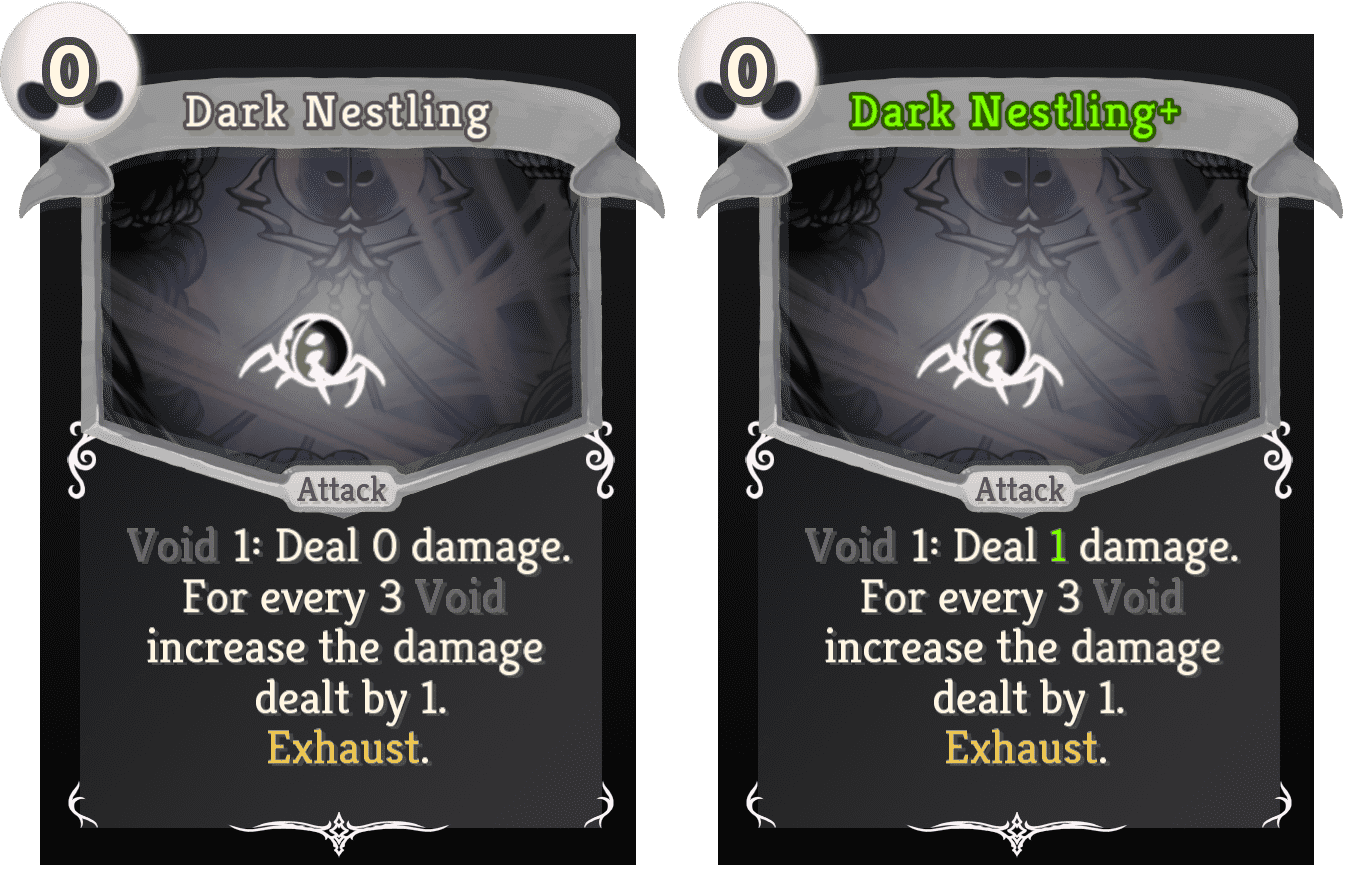 0
Dark Nestling
Attack
Void 1: Deal 0 damage.
For every 3 Void
increase the damage
dealt by 1.
Exhaust.
0
Dark Nestling+
Attack
Void 1: Deal 1 damage.
For every 3 Void
increase the damage
dealt by 1.
Exhaust.